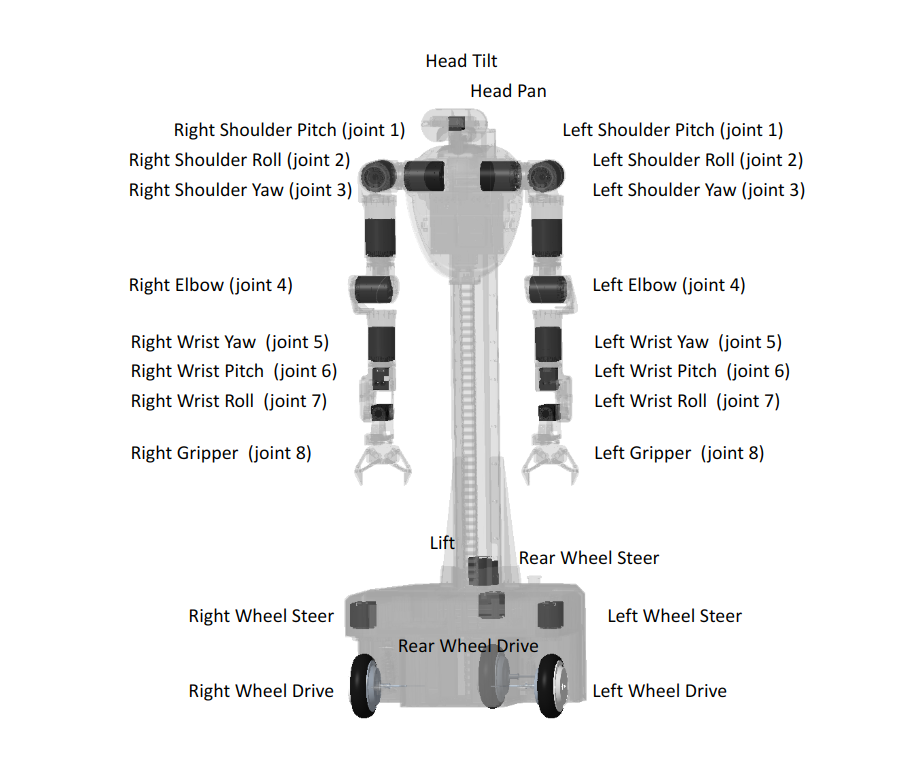 Head Tilt
Head Pan
Right Shoulder Pitch (joint 1)
Left Shoulder Pitch (joint 1)
Right Shoulder Roll (joint 2)
Left Shoulder Roll (joint 2)
Right Shoulder Yaw (joint 3)
Left Shoulder Yaw (joint 3)
Right Elbow (joint 4)
Left Elbow (joint 4)
Right Wrist Yaw  (joint 5)
Left Wrist Yaw  (joint 5)
Right Wrist Pitch  (joint 6)
Left Wrist Pitch  (joint 6)
Right Wrist Roll  (joint 7)
Left Wrist Roll  (joint 7)
Right Gripper  (joint 8)
Left Gripper  (joint 8)
Lift
Rear Wheel Steer
Right Wheel Steer
Left Wheel Steer
Rear Wheel Drive
Right Wheel Drive
Left Wheel Drive